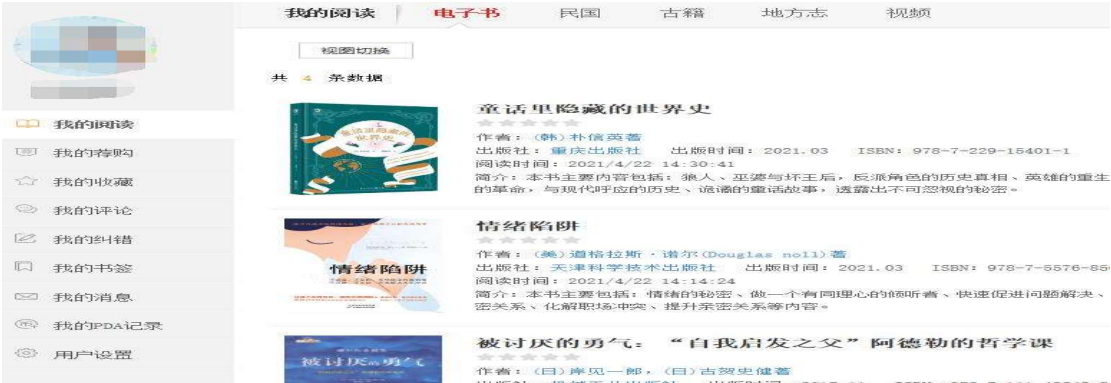 我的阅读 电子书 民国 古籍 地方志 视频
视图切换
共 4 条数据
我的阅读
我的荐购
我的收藏
我的评论
我的纠错
我的书签
我的消息
我的PDA记录
用户设置
童话里隐藏的世界史
作者：(韩)朴信英著
出版社：重庆出版社 出版时间：2021.03 ISBN：978-7-229-15401-1
阅读时间：2021/4/22 14:30:41
简介：本书主要内容包括：狼人、巫婆与坏王后，反派角色的历史真相、英雄的重生
的革命，与现代呼应的历史、诡谲的童话故事，透露出不可忽视的秘密。
童话里隐藏的
世界史
情绪陷阱
作者：(美)道格拉斯·诺尔(Douglas noll)著
出版社：天津科学技术出版社 出版时间：2021.03 ISBN：978-7-5576-850
阅读时间：2021/4/22 14:14:24
简介：本书主要包括：情绪的秘密、做一个有同理心的倾听者、快速促进问题解决、
密关系、化解职场冲突、提升亲密关系等内容。
情绪陷阱
被讨厌的勇气：“自我启发之父”阿德勒的哲学课
作者：(日)岸见一郎，(日)古贺史健著
被讨厌的勇气